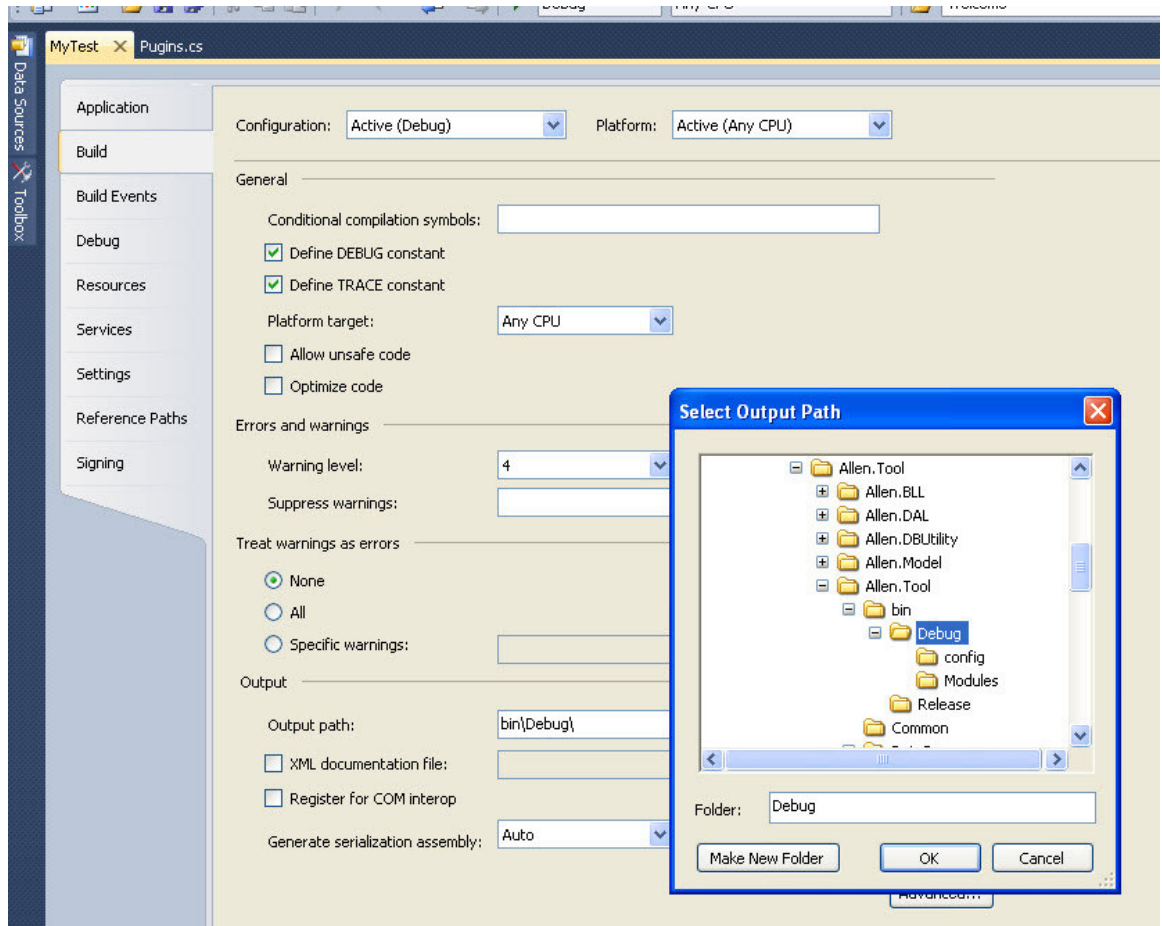 Debug
Data Sources
Toolbox
MyTest
Pugins.cs
Application
Build
Build Events
Debug
Resources
Services
Settings
Reference Paths
Signing
Configuration: Active (Debug) Platform: Active (Any CPU)
General
Conditional compilation symbols:
Define DEBUG constant
Define TRACE constant
Platform target: Any CPU
Allow unsafe code
Optimize code
Errors and warnings
Warning level: 4
Suppress warnings:
Treat warnings as errors
None
All
Specific warnings:
Output
Output path: bin\Debug\
XML documentation file:
Register for COM interop
Generate serialization assembly: Auto
Advanced...
Select Output Path
Allen.Tool
Allen.BLL
Allen.DAL
Allen.DBUtility
Allen.Model
Allen.Tool
bin
Debug
config
Modules
Release
Common
Folder: Debug
Make New Folder
OK
Cancel